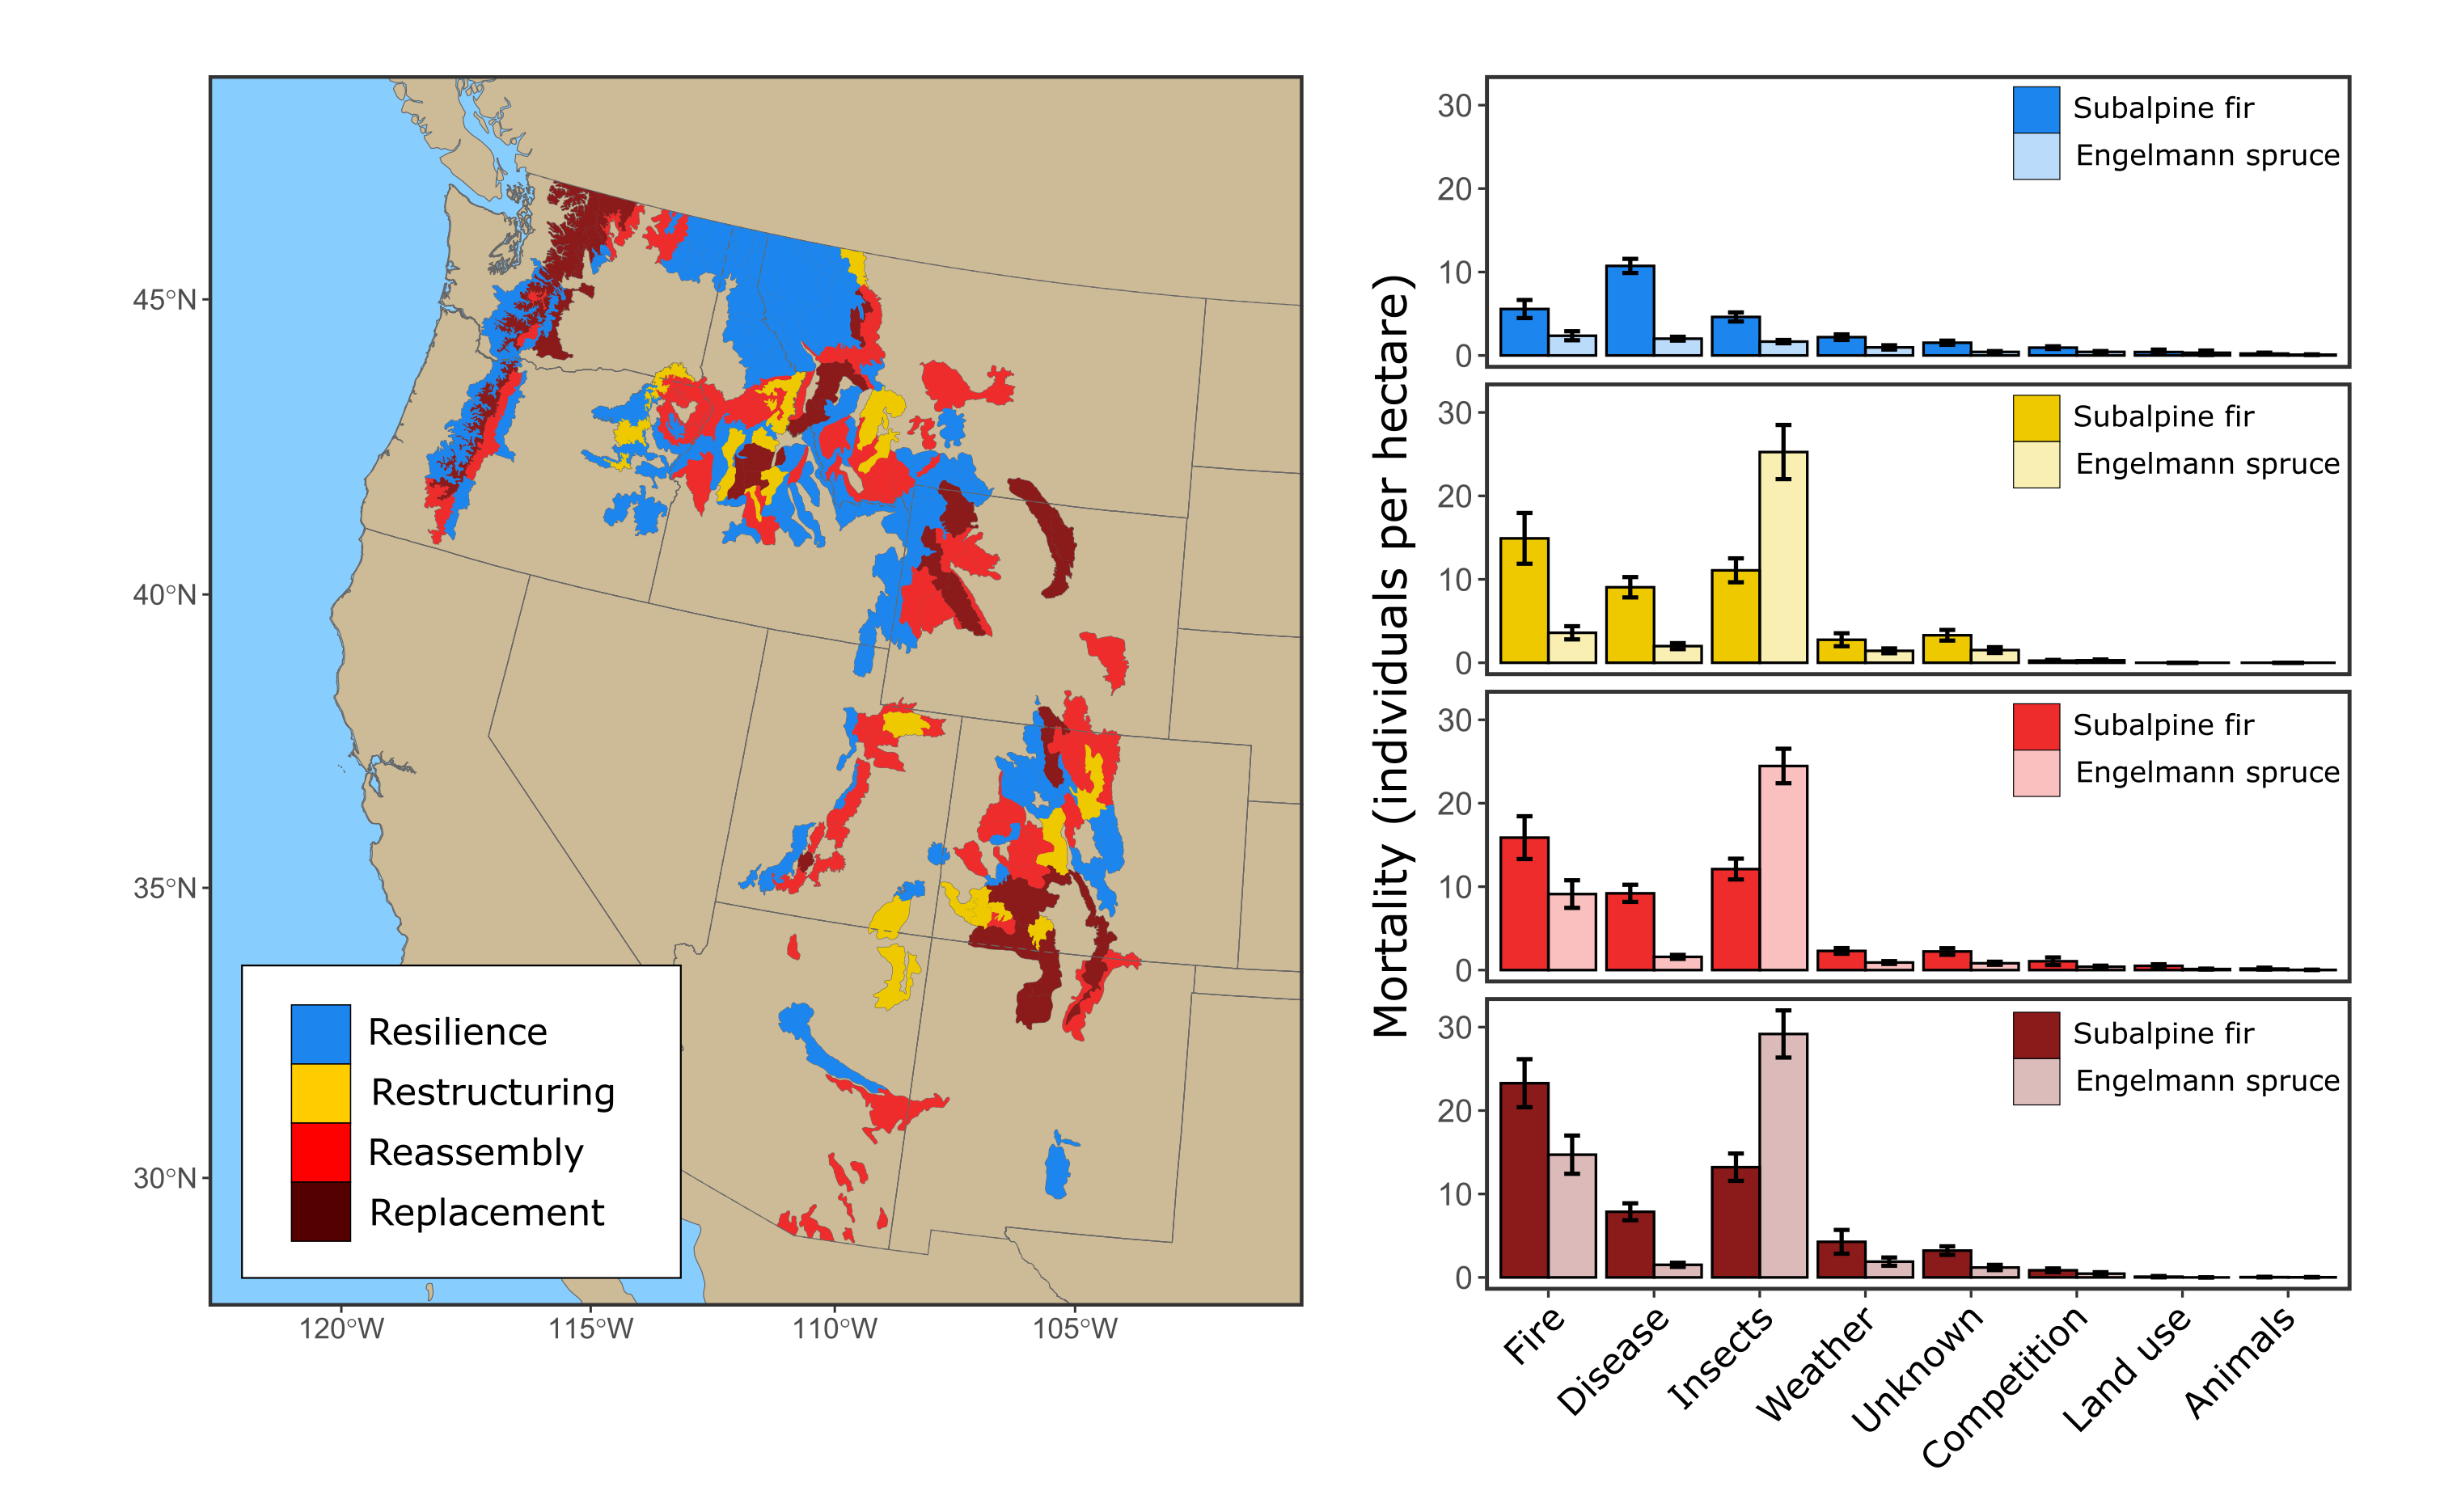 45°N
40°N
35°N
30°N
120°W
115°W
110°W
105°W
Resilience
Restructuring
Reassembly
Replacement
Mortality (individuals per hectare)
30
20
10
0
Subalpine fir
Engelmann spruce
30
20
10
0
Subalpine fir
Engelmann spruce
30
20
10
0
Subalpine fir
Engelmann spruce
30
20
10
0
Subalpine fir
Engelmann spruce
Fire
Disease
Insects
Weather
Unknown
Competition
Land use
Animals